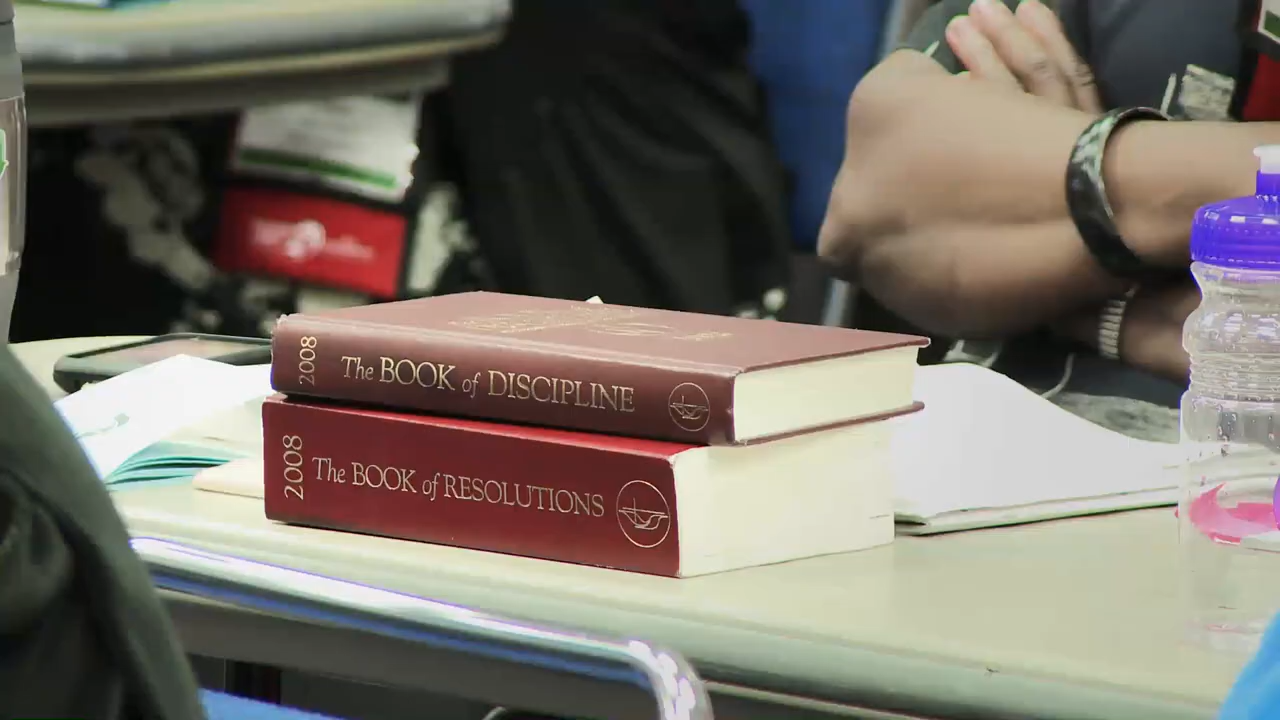 2008 The BOOK of DISCIPLINE
2008 The BOOK of RESOLUTIONS